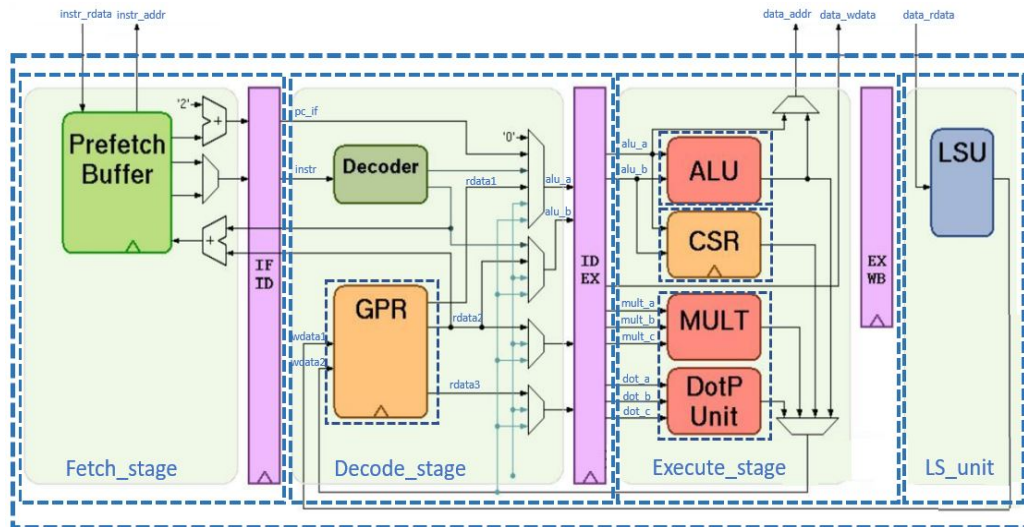 instr_rdata
instr_addr
data_addr
data_wdata
data_rdata
'2'
+
Prefetch
Buffer
pc_if
instr
Decoder
rdata1
'0'
alu_a
alu_b
alu_a
alu_b
ALU
LSU
+
CSR
IF
ID
ID
EX
EX
WB
GPR
rdata2
wdata1
wdata2
rdata3
mult_a
mult_b
mult_c
MULT
dot_a
dot_b
dot_c
DotP
Unit
Fetch_stage
Decode_stage
Execute_stage
LS_unit